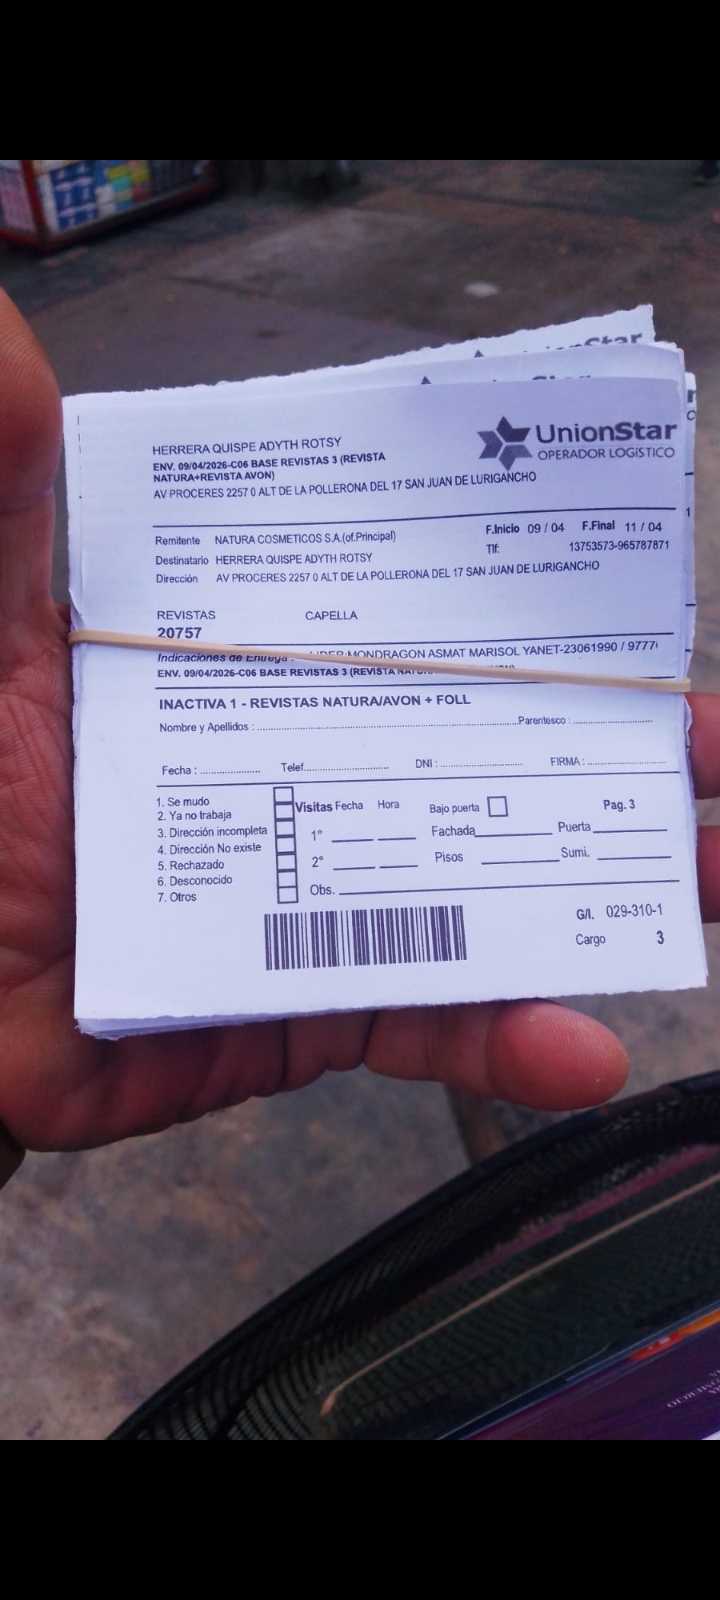 HERRERA QUISPE ADYTH ROTSY
ENV. 09/04/2026-C06 BASE REVISTAS 3 (REVISTA
NATURA+REVISTA AVON)
AV PROCERES 2257 0 ALT DE LA POLLERONA DEL 17 SAN JUAN DE LURIGANCHO
UnionStar
OPERADOR LOGÍSTICO
Remitente NATURA COSMETICOS S.A.(of.Principal)
F.Inicio 09 / 04 F.Final 11 / 04
Destinatario HERRERA QUISPE ADYTH ROTSY
Tlf: 13753573-965787871
Dirección AV PROCERES 2257 0 ALT DE LA POLLERONA DEL 17 SAN JUAN DE LURIGANCHO
REVISTAS CAPELLA
20757
Indicaciones de Entrega : MONDRAGON ASMAT MARISOL YANET-23061990 / 9777
ENV. 09/04/2026-C06 BASE REVISTAS 3 (REVISTA
INACTIVA 1 - REVISTAS NATURA/AVON + FOLL
Nombre y Apellidos : Parentesco :
Fecha : Telef. DNI : FIRMA :
1. Se mudo
2. Ya no trabaja
3. Dirección incompleta
4. Dirección No existe
5. Rechazado
6. Desconocido
7. Otros
Visitas Fecha Hora Bajo puerta Pag. 3
1° Fachada Puerta
2° Pisos Sumi.
Obs.
G/I. 029-310-1
Cargo 3